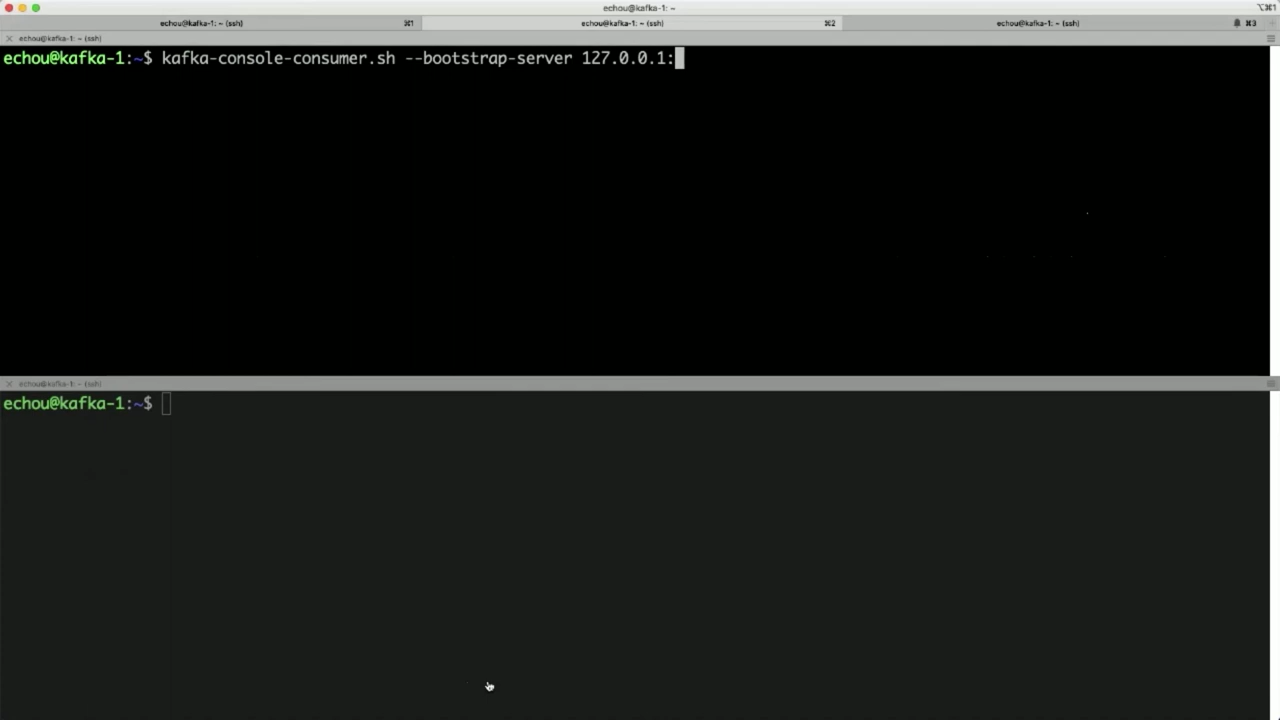 echou@kafka-1: ~
⌥⌘1
echou@kafka-1: ~ (ssh)
⌘1
echou@kafka-1: ~ (ssh)
⌘2
echou@kafka-1: ~ (ssh)
⌘3
echou@kafka-1: ~ (ssh)
echou@kafka-1:~$ kafka-console-consumer.sh --bootstrap-server 127.0.0.1:
echou@kafka-1: ~ (ssh)
echou@kafka-1:~$